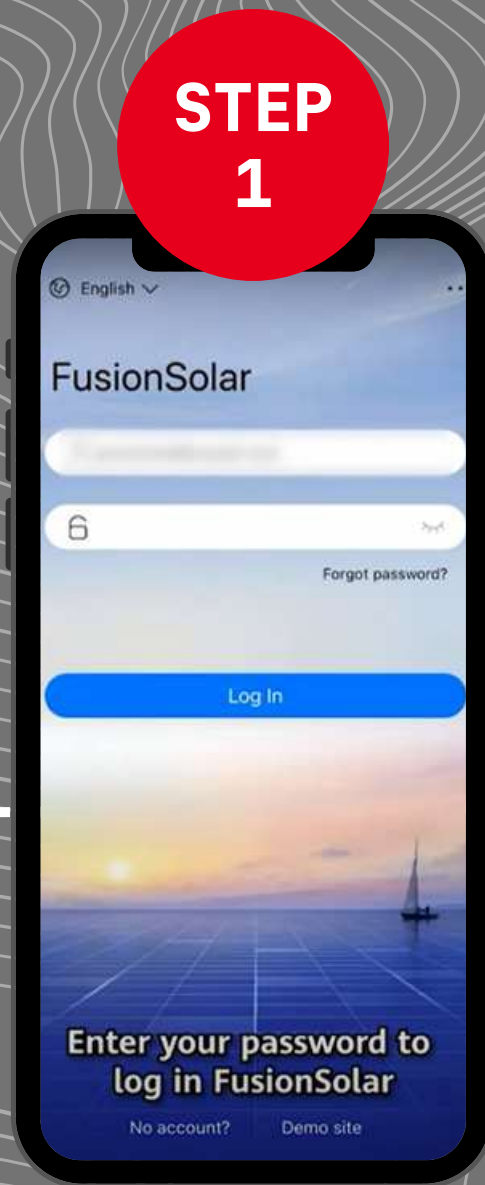 STEP
1
English
FusionSolar
Forgot password?
Log In
Enter your password to
log in FusionSolar
No account? Demo site